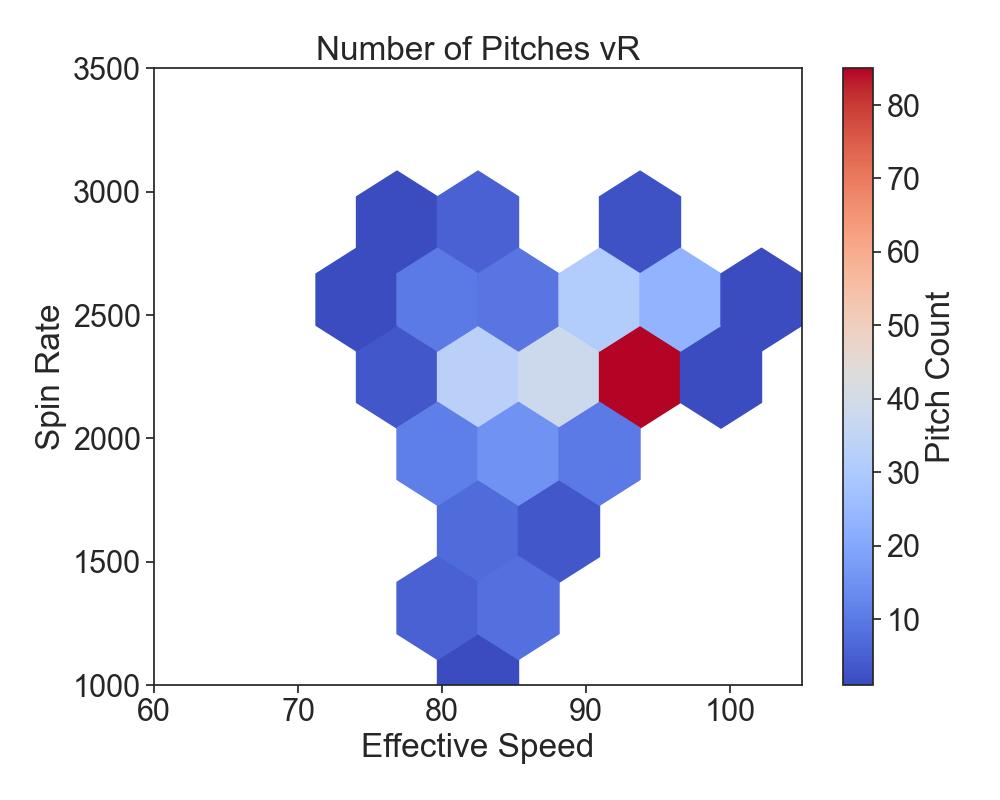 Number of Pitches vR
3500
3000
2500
2000
1500
1000
Spin Rate
60 70 80 90 100
Effective Speed
80
70
60
50
40
30
20
10
Pitch Count